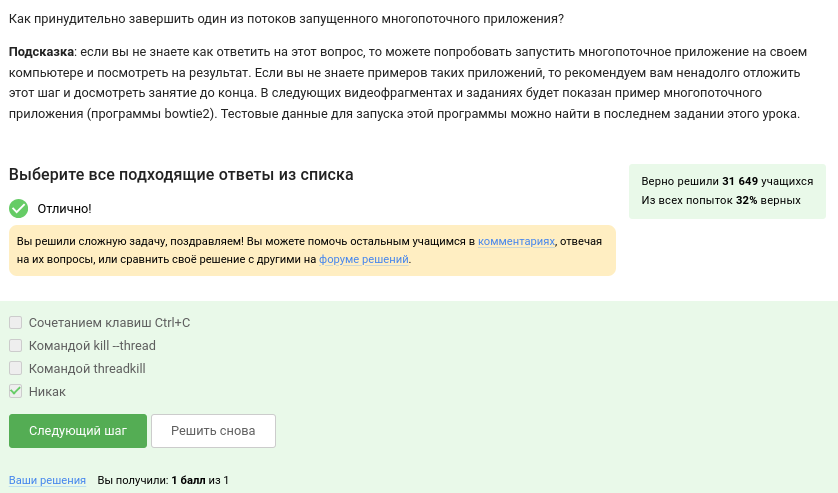 Как принудительно завершить один из потоков запущенного многопоточного приложения?
Подсказка: если вы не знаете как ответить на этот вопрос, то можете попробовать запустить многопоточное приложение на своем
компьютере и посмотреть на результат. Если вы не знаете примеров таких приложений, то рекомендуем вам ненадолго отложить
этот шаг и досмотреть занятие до конца. В следующих видеофрагментах и заданиях будет показан пример многопоточного
приложения (программы bowtie2). Тестовые данные для запуска этой программы можно найти в последнем задании этого урока.
Выберите все подходящие ответы из списка
Верно решили 31 649 учащихся
Из всех попыток 32% верных
Отлично!
Вы решили сложную задачу, поздравляем! Вы можете помочь остальным учащимся в комментариях, отвечая
на их вопросы, или сравнить своё решение с другими на форуме решений.
Сочетанием клавиш Ctrl+C
Командой kill --thread
Командой threadkill
Никак
Следующий шаг
Решить снова
Ваши решения Вы получили: 1 балл из 1